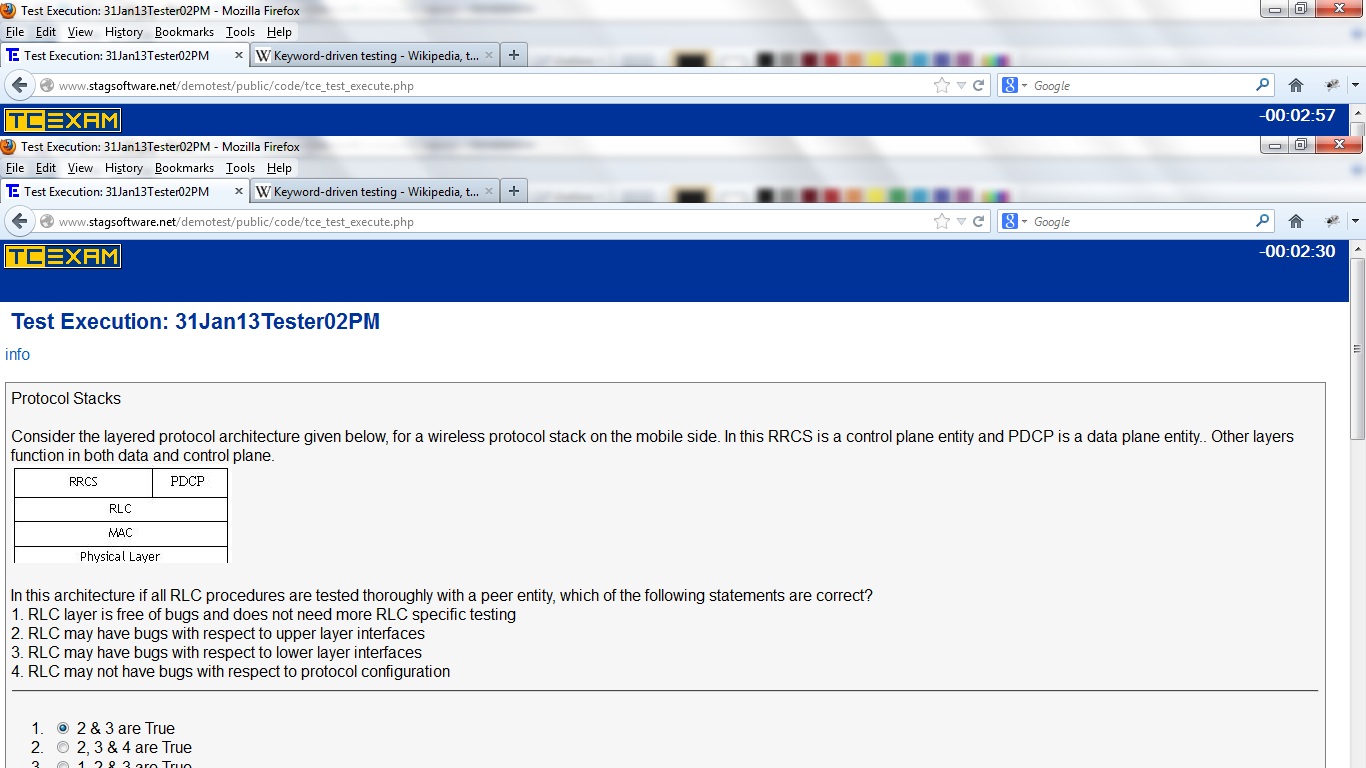 Test Execution: 31Jan13Tester02PM - Mozilla Firefox
File Edit View History Bookmarks Tools Help
Test Execution: 31Jan13Tester02PM × Keyword-driven testing - Wikipedia, t... × +
www.stagsoftware.net/demotest/public/code/tce_test_execute.php Google
TCEXAM -00:02:57
Test Execution: 31Jan13Tester02PM - Mozilla Firefox
File Edit View History Bookmarks Tools Help
Test Execution: 31Jan13Tester02PM × Keyword-driven testing - Wikipedia, t... × +
www.stagsoftware.net/demotest/public/code/tce_test_execute.php Google
TCEXAM -00:02:30
Test Execution: 31Jan13Tester02PM
info
Protocol Stacks
Consider the layered protocol architecture given below, for a wireless protocol stack on the mobile side. In this RRCS is a control plane entity and PDCP is a data plane entity.. Other layers
function in both data and control plane.
RRCS PDCP
RLC
MAC
Physical Layer
In this architecture if all RLC procedures are tested thoroughly with a peer entity, which of the following statements are correct?
1. RLC layer is free of bugs and does not need more RLC specific testing
2. RLC may have bugs with respect to upper layer interfaces
3. RLC may have bugs with respect to lower layer interfaces
4. RLC may not have bugs with respect to protocol configuration
1. 2 & 3 are True
2. 2, 3 & 4 are True
3. 1, 2 & 3 are True